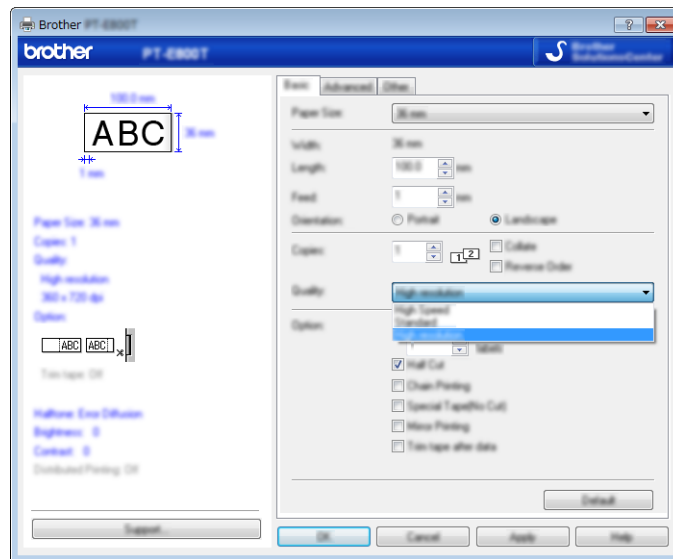 Brother PT-E800T
brother PT-E800T
Brother
SolutionsCenter
100.0 mm
ABC
36 mm
1 mm
Paper Size: 36 mm
Copies: 1
Quality:
High resolution
360 x 720 dpi
Option:
ABC ABC
Trim tape: Off
Halftone: Error Diffusion
Brightness: 0
Contrast: 0
Distributed Printing: Off
Support...
Basic Advanced Other
Paper Size: 36 mm
Width: 36 mm
Length: 100.0 mm
Feed: 1 mm
Orientation: Portrait Landscape
Copies: 1 12 Collate
Reverse Order
Quality: High resolution
High Speed
Standard
High resolution
Option: 1 labels
Half Cut
Chain Printing
Special Tape(No Cut)
Mirror Printing
Trim tape after data
Default
OK Cancel Apply Help